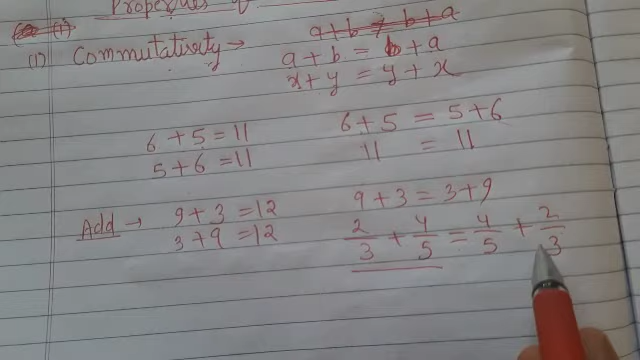 Properties of
(1) Commutativity → a + b = b + a
x + y = y + x
6 + 5 = 11
5 + 6 = 11
6 + 5 = 5 + 6
11 = 11
Add → 9 + 3 = 12
3 + 9 = 12
9 + 3 = 3 + 9
2/3 + 4/5 = 4/5 + 2/3